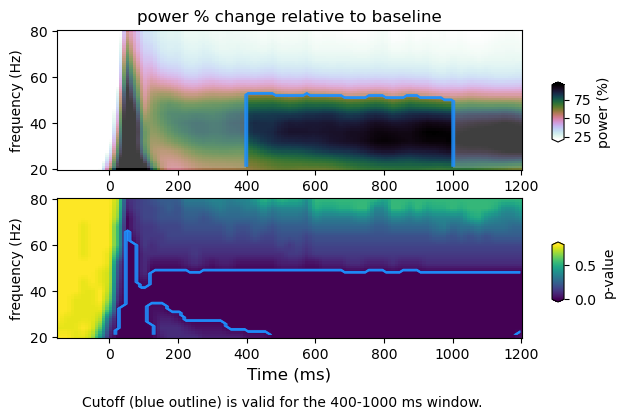 power % change relative to baseline
80
60
40
20
frequency (Hz)
0 200 400 600 800 1000 1200
75
50
25
power (%)
80
60
40
20
frequency (Hz)
0 200 400 600 800 1000 1200
Time (ms)
0.5
0.0
p-value
Cutoff (blue outline) is valid for the 400-1000 ms window.